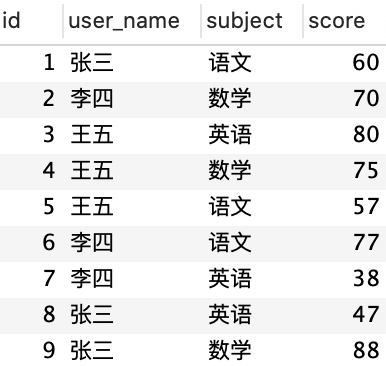 id user_name subject score
1 张三 语文 60
2 李四 数学 70
3 王五 英语 80
4 王五 数学 75
5 王五 语文 57
6 李四 语文 77
7 李四 英语 38
8 张三 英语 47
9 张三 数学 88